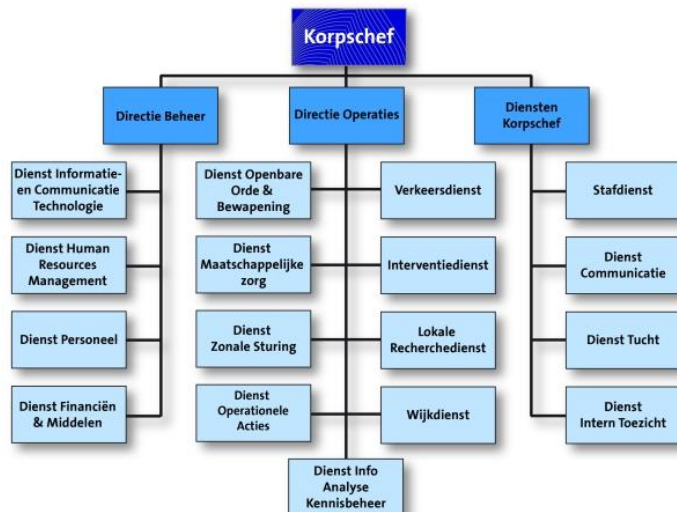 Korpschef
Directie Beheer
Directie Operaties
Diensten
Korpschef
Dienst Informatie-
en Communicatie
Technologie
Dienst Human
Resources
Management
Dienst Personeel
Dienst Financiën
& Middelen
Dienst Openbare
Orde &
Bewapening
Dienst
Maatschappelijke
zorg
Dienst
Zonale Sturing
Dienst
Operationele
Acties
Verkeersdienst
Interventiedienst
Lokale
Recherchedienst
Wijkdienst
Dienst Info
Analyse
Kennisbeheer
Stafdienst
Dienst
Communicatie
Dienst Tucht
Dienst
Intern Toezicht